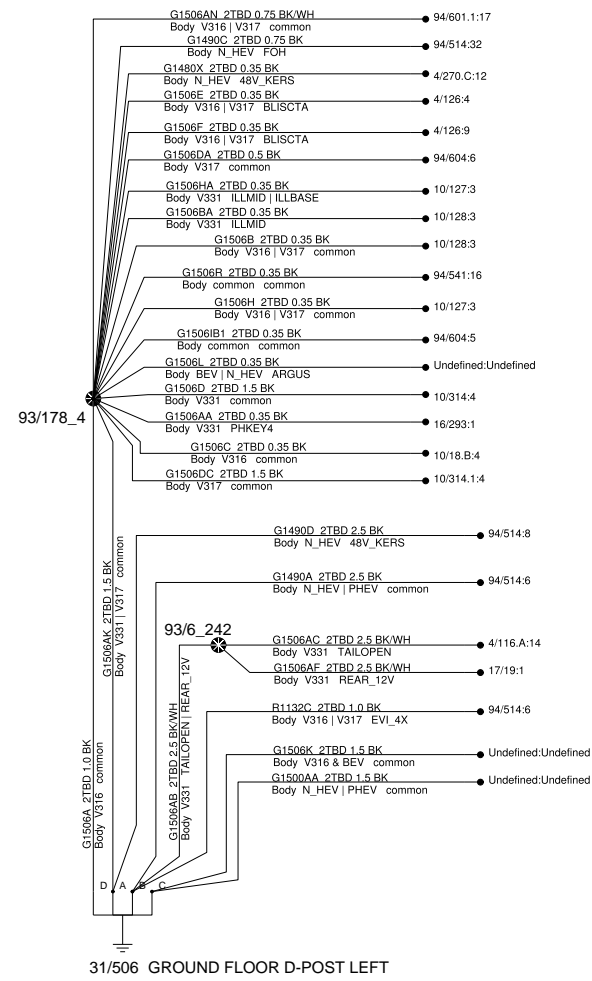 G1506AN 2TBD 0.75 BK/WH
Body V316 | V317 common
94/601.1:17
G1490C 2TBD 0.75 BK
Body N_HEV FOH
94/514:32
G1480X 2TBD 0.35 BK
Body N_HEV 48V_KERS
4/270.C:12
G1506E 2TBD 0.35 BK
Body V316 | V317 BLISCTA
4/126:4
G1506F 2TBD 0.35 BK
Body V316 | V317 BLISCTA
4/126:9
G1506DA 2TBD 0.5 BK
Body V317 common
94/604:6
G1506HA 2TBD 0.35 BK
Body V331 ILLMID | ILLBASE
10/127:3
G1506BA 2TBD 0.35 BK
Body V331 ILLMID
10/128:3
G1506B 2TBD 0.35 BK
Body V316 | V317 common
10/128:3
G1506R 2TBD 0.35 BK
Body common common
94/541:16
G1506H 2TBD 0.35 BK
Body V316 | V317 common
10/127:3
G1506IB1 2TBD 0.35 BK
Body common common
94/604:5
G1506L 2TBD 0.35 BK
Body BEV | N_HEV ARGUS
Undefined:Undefined
G1506D 2TBD 1.5 BK
Body V331 common
10/314:4
93/178_4
G1506AA 2TBD 0.35 BK
Body V331 PHKEY4
16/293:1
G1506C 2TBD 0.35 BK
Body V316 common
10/18.B:4
G1506DC 2TBD 1.5 BK
Body V317 common
10/314.1:4
G1490D 2TBD 2.5 BK
Body N_HEV 48V_KERS
94/514:8
G1490A 2TBD 2.5 BK
Body N_HEV | PHEV common
94/514:6
G1506AK 2TBD 1.5 BK
Body V331 | V317 common
93/6_242
G1506AC 2TBD 2.5 BK/WH
Body V331 TAILOPEN
4/116.A:14
G1506AF 2TBD 2.5 BK/WH
Body V331 REAR_12V
17/19:1
R1132C 2TBD 1.0 BK
Body V316 | V317 EVI_4X
94/514:6
G1506K 2TBD 1.5 BK
Body V316 & BEV common
Undefined:Undefined
G1500AA 2TBD 1.5 BK
Body N_HEV | PHEV common
Undefined:Undefined
G1506AB 2TBD 2.5 BK/WH
Body V331 TAILOPEN | REAR_12V
G1506A 2TBD 1.0 BK
Body V316 common
D A B C
31/506 GROUND FLOOR D-POST LEFT